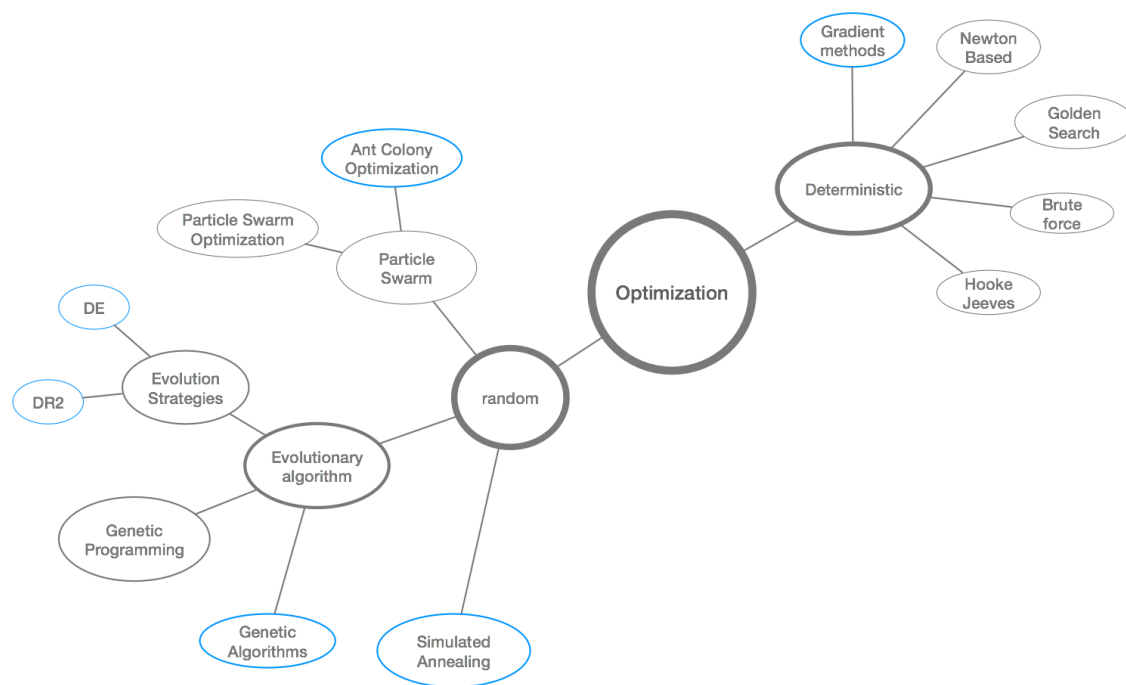 Gradient
methods
Newton
Based
Golden
Search
Ant Colony
Optimization
Deterministic
Particle Swarm
Optimization
Brute
force
Particle
Swarm
Optimization
Hooke
Jeeves
DE
Evolution
Strategies
DR2
random
Evolutionary
algorithm
Genetic
Programming
Genetic
Algorithms
Simulated
Annealing